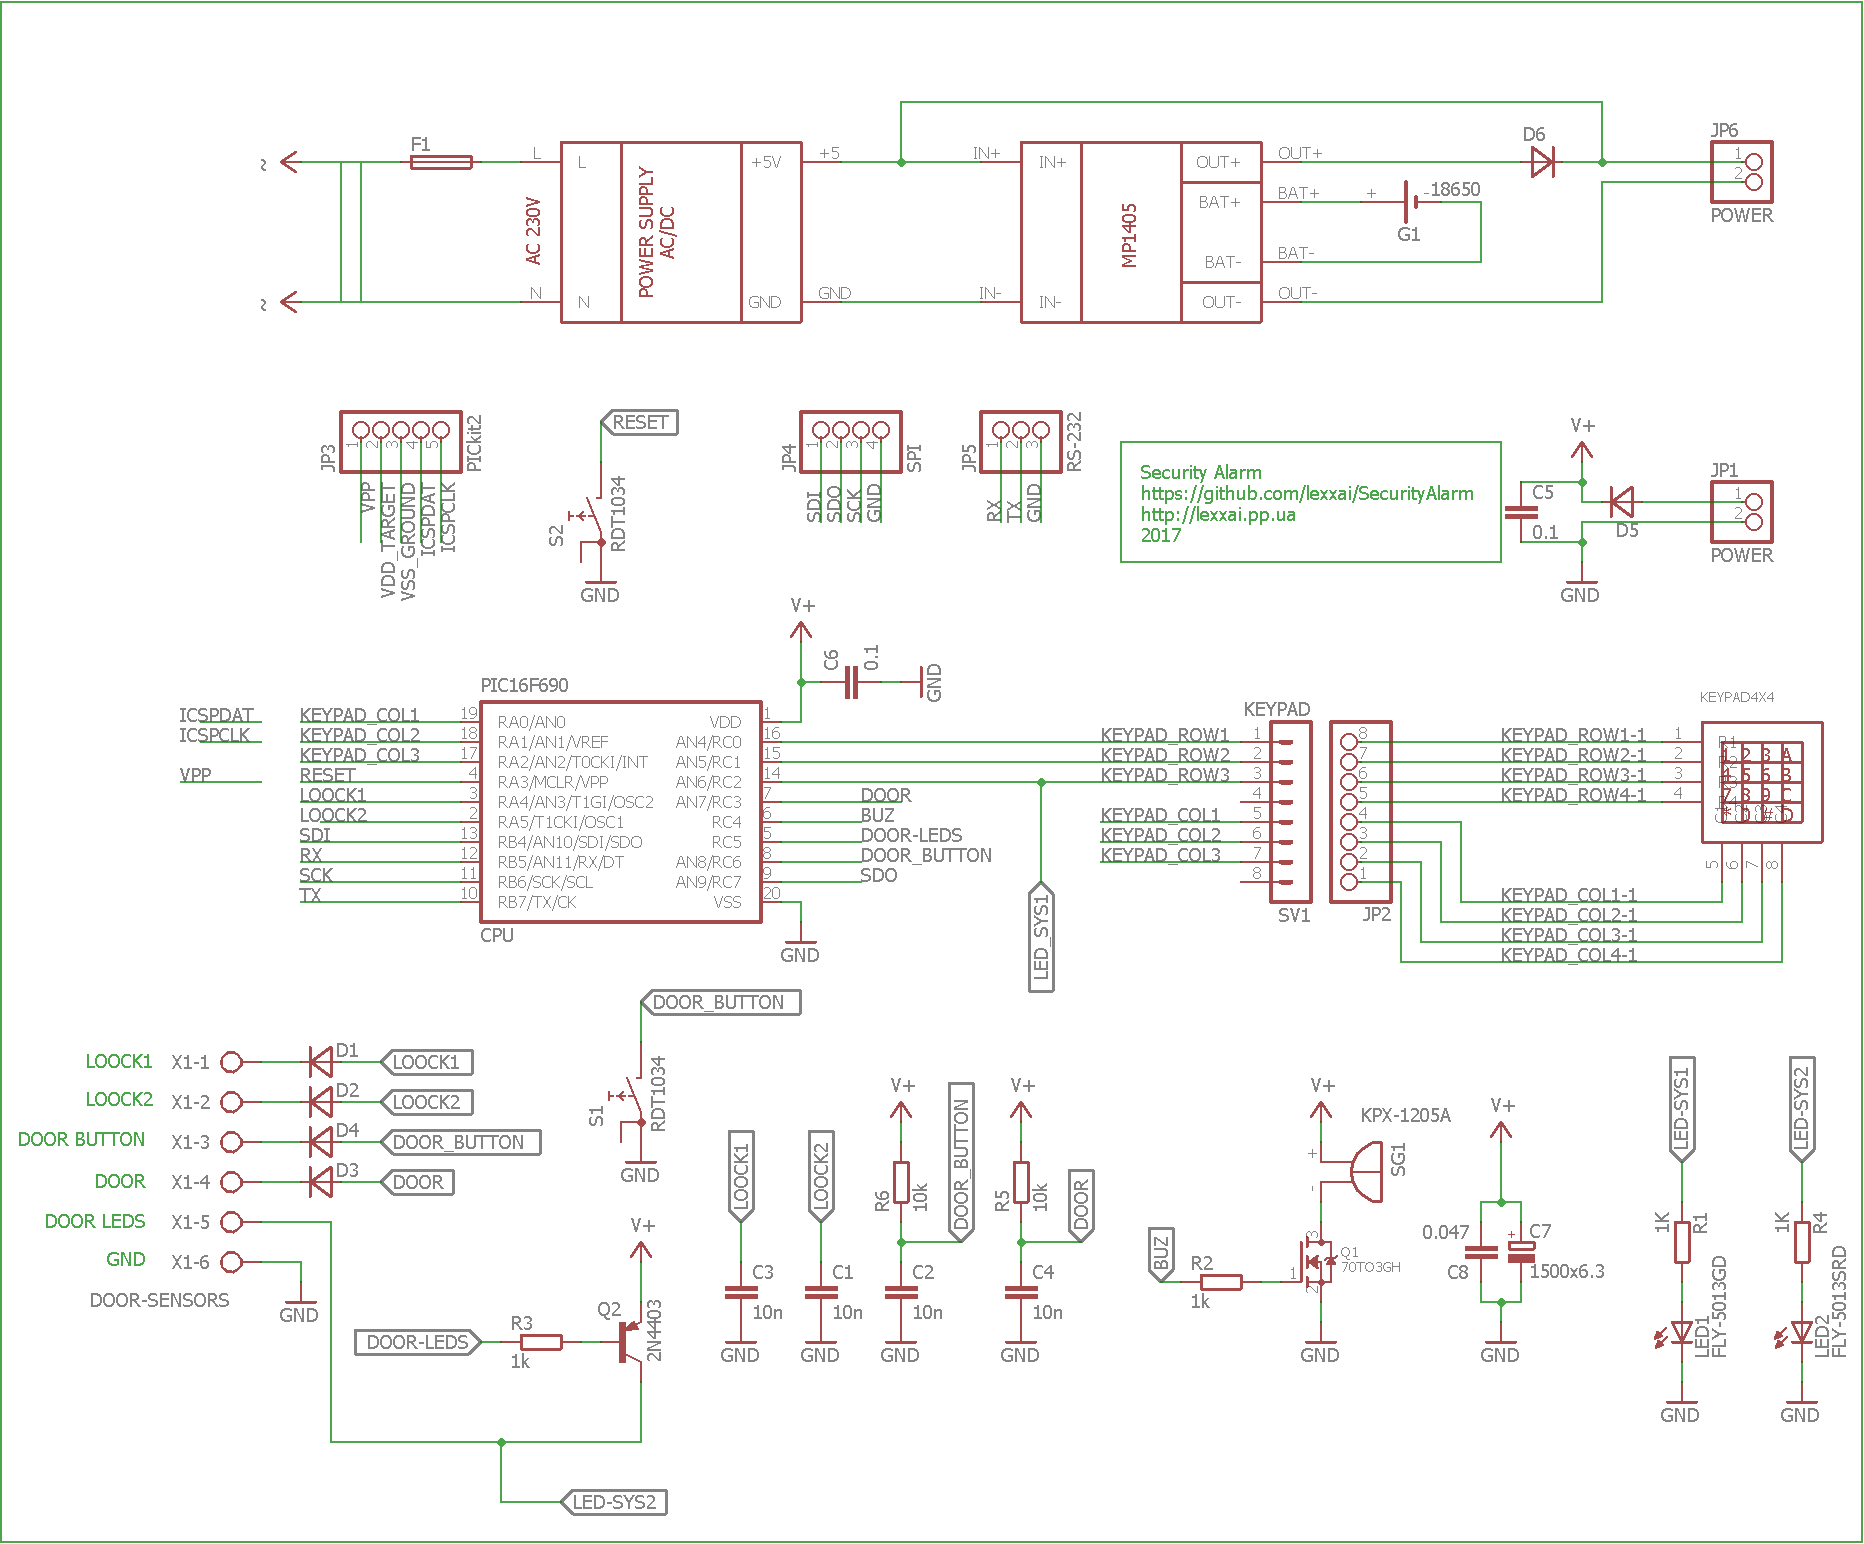 F1
L
L
+5V
+5
IN+
IN+
OUT+
OUT+
D6
JP6
1
2
POWER
AC 230V
POWER SUPPLY
AC/DC
MP1405
BAT+
BAT+
+
-
18650
G1
BAT-
BAT-
N
N
GND
GND
IN-
IN-
OUT-
OUT-
JP3
1
2
3
4
5
PICkit2
VPP
VDD_TARGET
VSS_GROUND
ICSPDAT
ICSPCLK
RESET
S2
RDT1034
GND
JP4
1
2
3
4
SPI
SDI
SDO
SCK
GND
JP5
1
2
3
RS-232
RX
TX
GND
Security Alarm
https://github.com/lexxai/SecurityAlarm
http://lexxai.pp.ua
2017
V+
C5
0.1
D5
JP1
1
2
POWER
GND
V+
C6
0.1
GND
PIC16F690
ICSPDAT
ICSPCLK
VPP
KEYPAD_COL1
KEYPAD_COL2
KEYPAD_COL3
RESET
LOOCK1
LOOCK2
SDI
RX
SCK
TX
19
18
17
4
3
2
13
12
11
10
RA0/AN0
RA1/AN1/VREF
RA2/AN2/T0CKI/INT
RA3/MCLR/VPP
RA4/AN3/T1GI/OSC2
RA5/T1CKI/OSC1
RB4/AN10/SDI/SDO
RB5/AN11/RX/DT
RB6/SCK/SCL
RB7/TX/CK
VDD
AN4/RC0
AN5/RC1
AN6/RC2
AN7/RC3
RC4
RC5
AN8/RC6
AN9/RC7
VSS
1
16
15
14
7
6
5
8
9
20
DOOR
BUZ
DOOR-LEDS
DOOR_BUTTON
SDO
CPU
GND
LED_SYS1
KEYPAD
KEYPAD_ROW1
KEYPAD_ROW2
KEYPAD_ROW3
KEYPAD_COL1
KEYPAD_COL2
KEYPAD_COL3
1
2
3
4
5
6
7
8
SV1
8
7
6
5
4
3
2
1
JP2
KEYPAD_ROW1-1
KEYPAD_ROW2-1
KEYPAD_ROW3-1
KEYPAD_ROW4-1
KEYPAD_COL1-1
KEYPAD_COL2-1
KEYPAD_COL3-1
KEYPAD_COL4-1
KEYPAD4X4
1
2
3
4
R1
1 2 3 A
5 6 B
7 8 9 C
# D
5
6
7
8
DOOR_BUTTON
S1
RDT1034
GND
LOOCK1 X1-1 D1 LOOCK1
LOOCK2 X1-2 D2 LOOCK2
DOOR BUTTON X1-3 D4 DOOR_BUTTON
DOOR X1-4 D3 DOOR
DOOR LEDS X1-5
GND X1-6
DOOR-SENSORS
GND
V+
DOOR-LEDS
R3
1k
Q2
2N4403
LED-SYS2
LOOCK1
C3
10n
GND
LOOCK2
C1
10n
GND
V+
R6
10k
DOOR_BUTTON
C2
10n
GND
V+
R5
10k
DOOR
C4
10n
GND
V+
KPX-1205A
+
-
SG1
BUZ
R2
1k
3
1
2
Q1
70TO3GH
GND
V+
0.047
C8
+
C7
1500x6.3
GND
LED-SYS1
1K
R1
LED1
FLY-5013GD
GND
LED-SYS2
1K
R4
LED2
FLY-5013SRD
GND